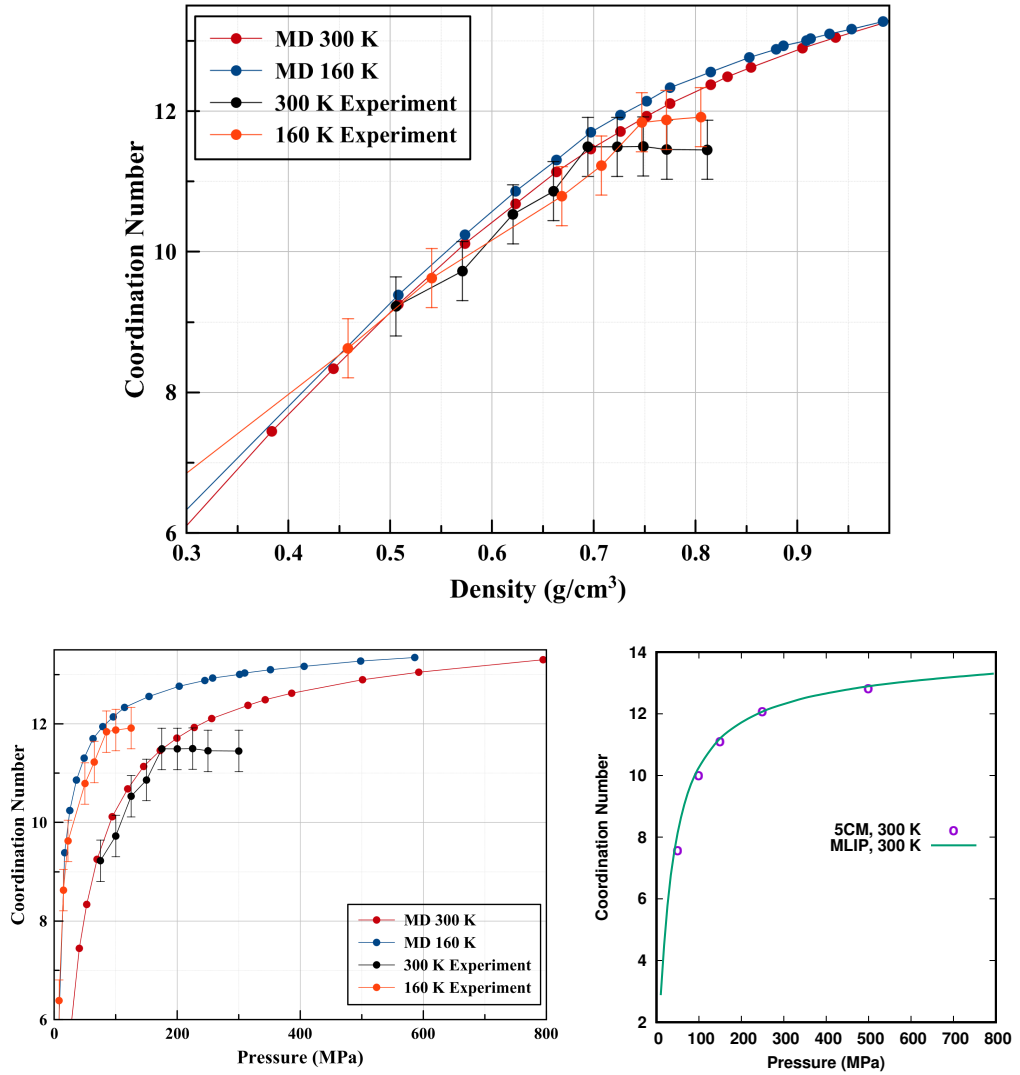 MD 300 K
MD 160 K
300 K Experiment
160 K Experiment
12
10
8
6
Coordination Number
0.3 0.4 0.5 0.6 0.7 0.8 0.9
Density (g/cm³)
12
10
8
6
Coordination Number
MD 300 K
MD 160 K
300 K Experiment
160 K Experiment
0 200 400 600 800
Pressure (MPa)
14
12
10
8
6
4
2
Coordination Number
5CM, 300 K
MLIP, 300 K
0 100 200 300 400 500 600 700 800
Pressure (MPa)